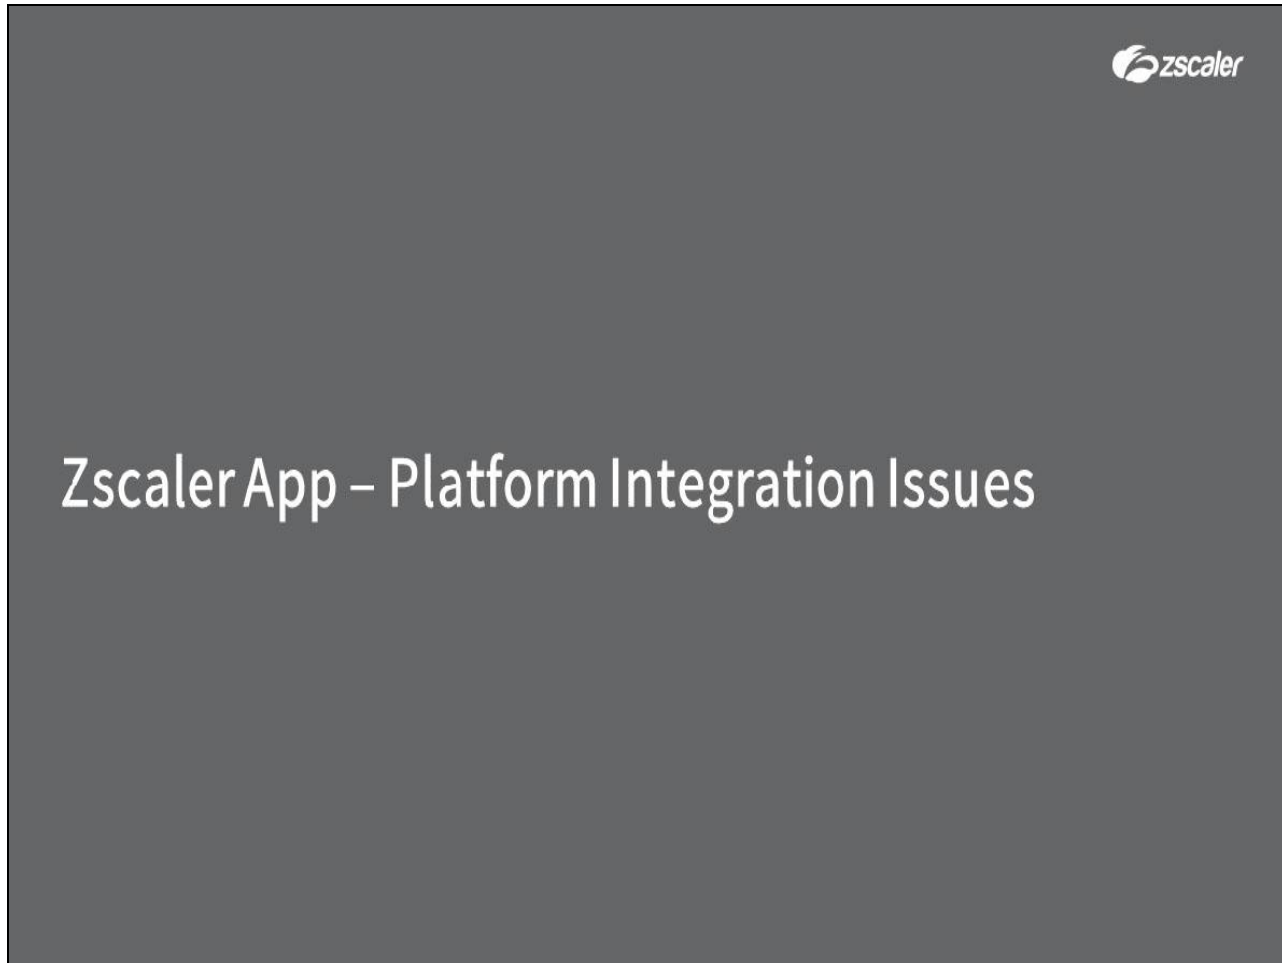 zscaler
Zscaler App – Platform Integration Issues